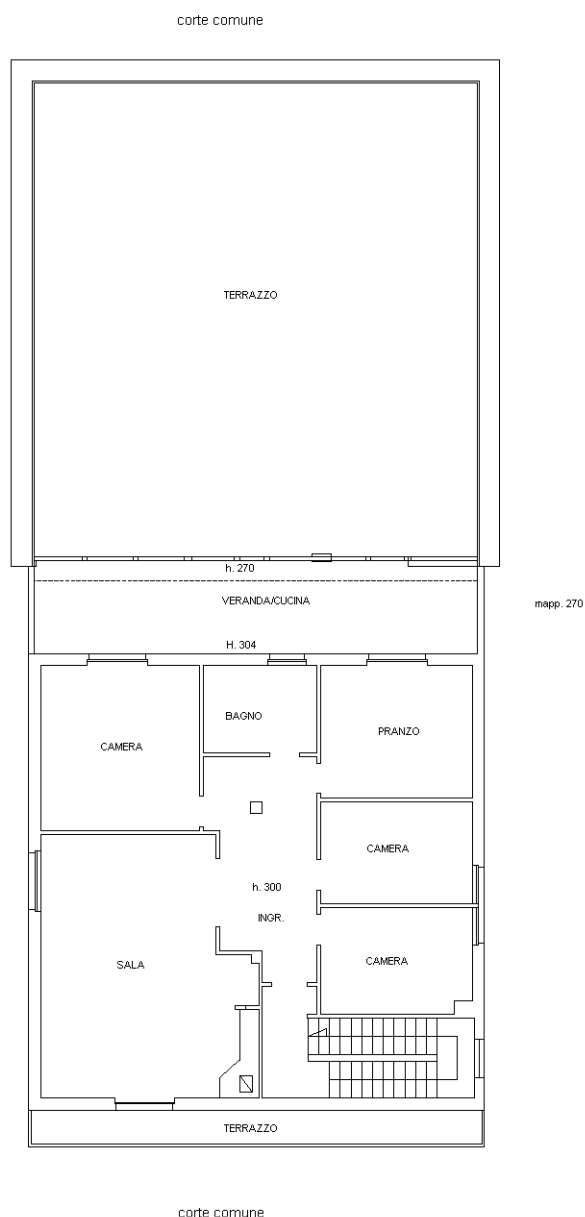 corte comune
TERRAZZO
h. 270
VERANDA/CUCINA
mapp. 270
H. 304
BAGNO
PRANZO
CAMERA
CAMERA
h. 300
INGR.
SALA
CAMERA
TERRAZZO
corte comune